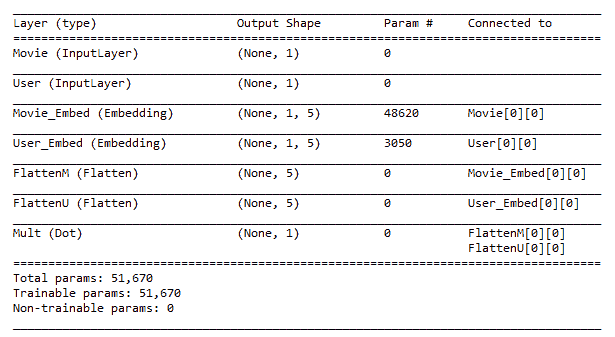 Layer (type) Output Shape Param # Connected to
Movie (InputLayer) (None, 1) 0
User (InputLayer) (None, 1) 0
Movie_Embed (Embedding) (None, 1, 5) 48620 Movie[0][0]
User_Embed (Embedding) (None, 1, 5) 3050 User[0][0]
FlattenM (Flatten) (None, 5) 0 Movie_Embed[0][0]
FlattenU (Flatten) (None, 5) 0 User_Embed[0][0]
Mult (Dot) (None, 1) 0 FlattenM[0][0]
FlattenU[0][0]
Total params: 51,670
Trainable params: 51,670
Non-trainable params: 0